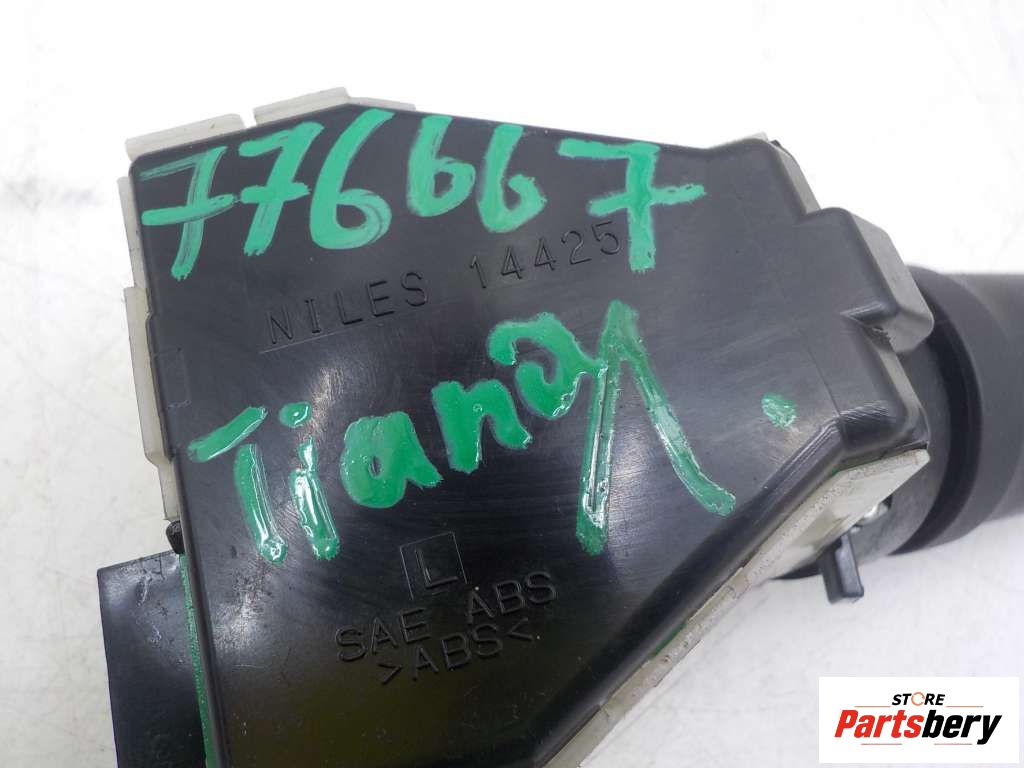 776667
NILES 14425
Tiana
L
SAE ABS
>ABS<
STORE
Partsbery